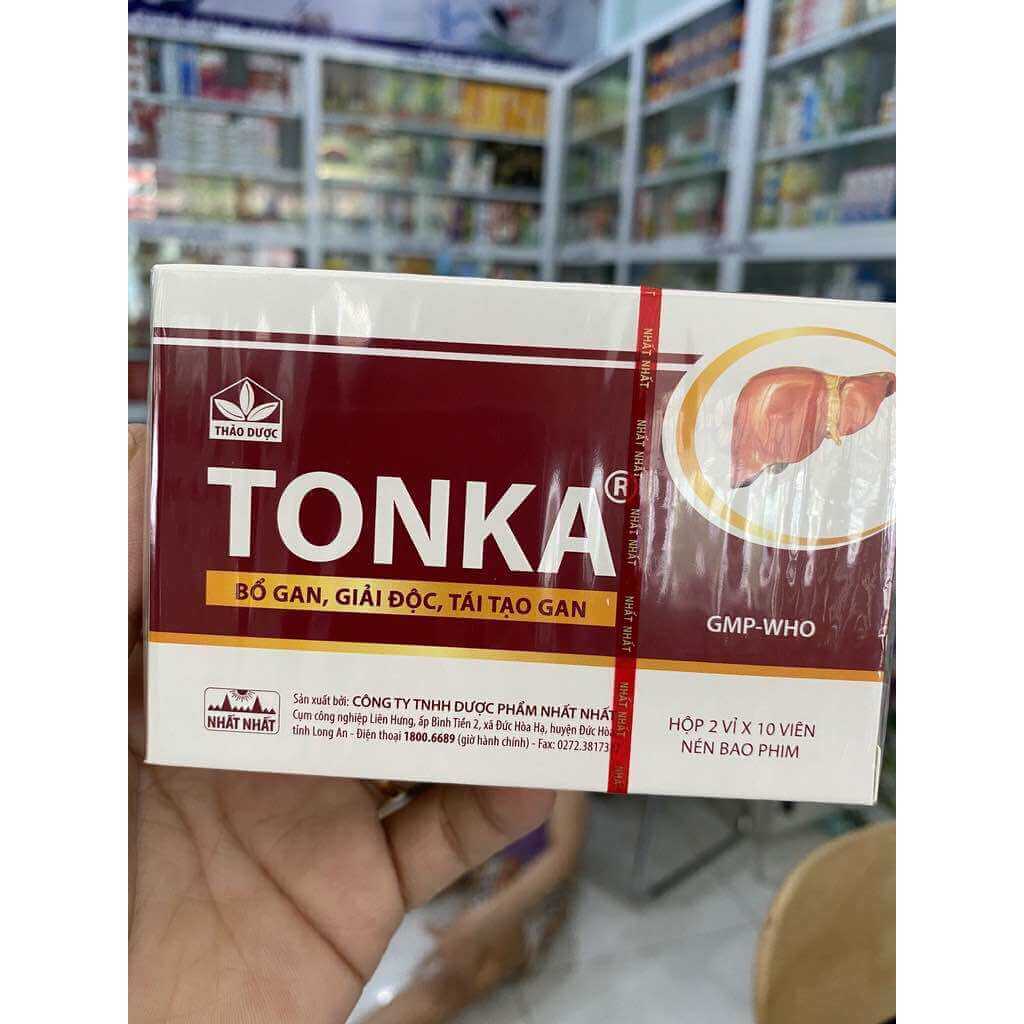 THẢO DƯỢC
TONKA®
BỔ GAN, GIẢI ĐỘC, TÁI TẠO GAN
GMP-WHO
NHẤT NHẤT
Sản xuất bởi: CÔNG TY TNHH DƯỢC PHẨM NHẤT NHẤT
Cụm công nghiệp Liên Hưng, ấp Bình Tiền 2, xã Đức Hòa Hạ, huyện Đức Hòa
tỉnh Long An - Điện thoại 1800.6689 (giờ hành chính) - Fax: 0272.3817
HỘP 2 VỈ X 10 VIÊN
NÉN BAO PHIM
NHẤT NHẤT
NHẤT NHẤT
NHẤT NHẤT
NHẤT NHẤT
NHẤT NHẤT